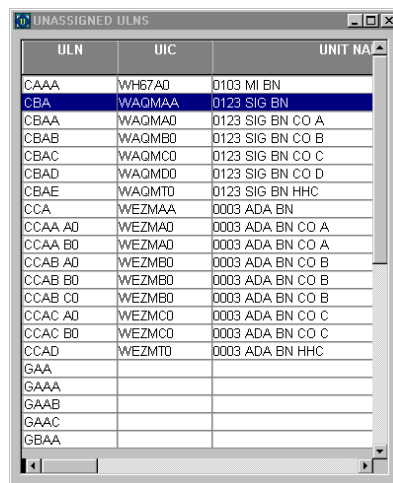 UNASSIGNED ULNS
ULN UIC UNIT NA
CAAA WH67A0 0103 MI BN
CBA WAQMAA 0123 SIG BN
CBAA WAQMA0 0123 SIG BN CO A
CBAB WAQMB0 0123 SIG BN CO B
CBAC WAQMC0 0123 SIG BN CO C
CBAD WAQMD0 0123 SIG BN CO D
CBAE WAQMT0 0123 SIG BN HHC
CCA WEZMAA 0003 ADA BN
CCAA A0 WEZMA0 0003 ADA BN CO A
CCAA B0 WEZMA0 0003 ADA BN CO A
CCAB A0 WEZMB0 0003 ADA BN CO B
CCAB B0 WEZMB0 0003 ADA BN CO B
CCAB C0 WEZMB0 0003 ADA BN CO B
CCAC A0 WEZMC0 0003 ADA BN CO C
CCAC B0 WEZMC0 0003 ADA BN CO C
CCAD WEZMT0 0003 ADA BN HHC
GAA
GAAA
GAAB
GAAC
GBAA